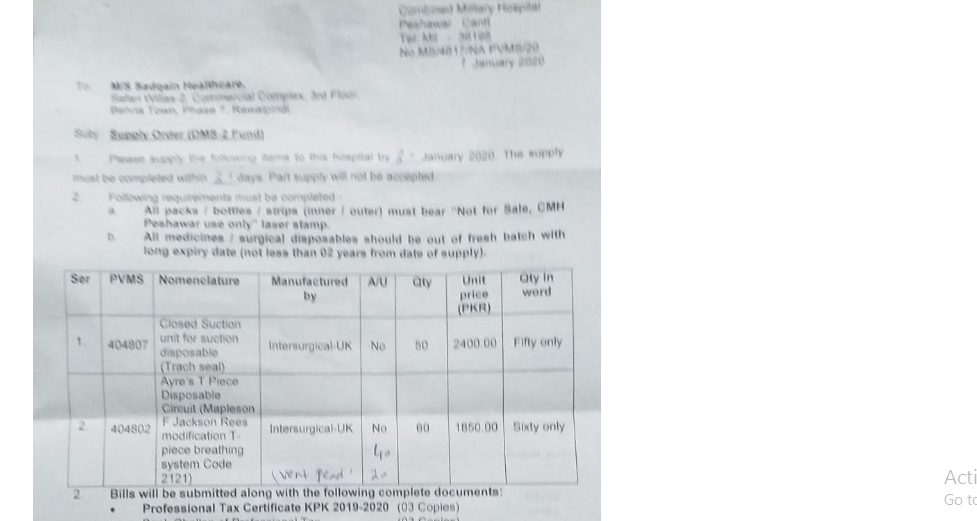 Combined Military Hospital
Peshawar Cantt
Tel Mil
No MS/4817/NA PVMS/20
January 2020
To: M/S Sadqain Healthcare,
Safari Villas-2, Commercial Complex, 3rd Floor,
Bahria Town, Phase 7, Rawalpindi
Sub: Supply Order (DMS-2 Fund)
1. Please supply the following items to this hospital by January 2020. The supply
must be completed within days. Part supply will not be accepted.
2. Following requirements must be completed:-
a. All packs / bottles / strips (inner / outer) must bear "Not for Sale, CMH
Peshawar use only" laser stamp.
b. All medicines / surgical disposables should be out of fresh batch with
long expiry date (not less than 02 years from date of supply).
Ser PVMS Nomenclature Manufactured by A/U Qty Unit price (PKR) Qty in word
1. 404807 Closed Suction unit for suction disposable (Trach seal) Intersurgical-UK No 50 2400.00 Fifty only
2. 404802 Ayre's T Piece Disposable Circuit (Mapleson F Jackson Rees modification T-piece breathing system Code 2121) Intersurgical-UK No 60 1850.00 Sixty only
40
20
2. Bills will be submitted along with the following complete documents:
• Professional Tax Certificate KPK 2019-2020 (03 Copies)
Acti
Go to